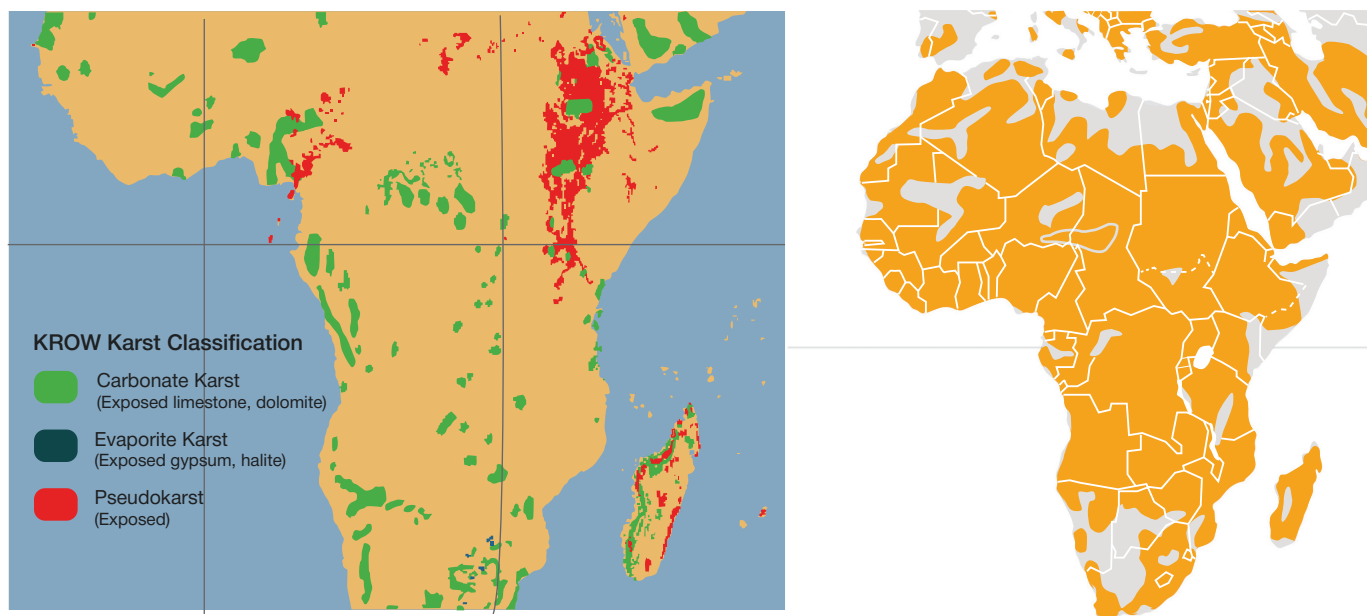 KROW Karst Classification
Carbonate Karst
(Exposed limestone, dolomite)
Evaporite Karst
(Exposed gypsum, halite)
Pseudokarst
(Exposed)